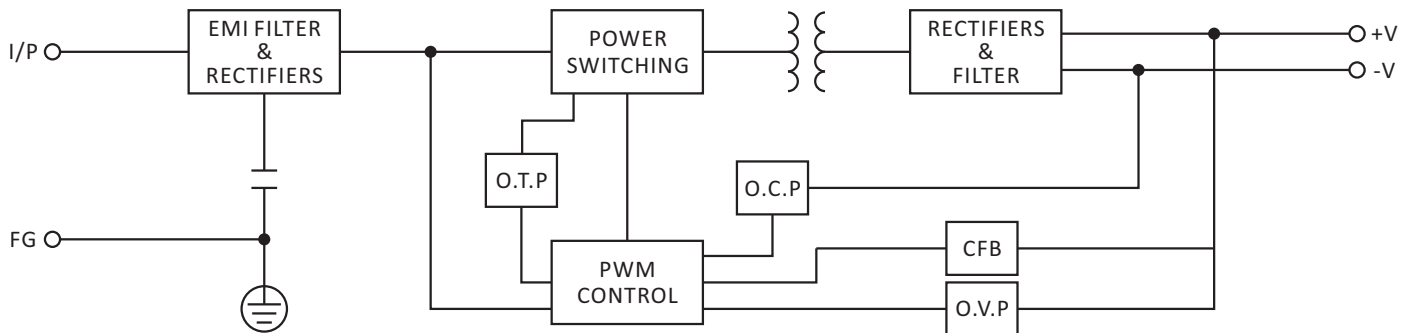 I/P
EMI FILTER
&
RECTIFIERS
POWER
SWITCHING
RECTIFIERS
&
FILTER
+V
-V
O.T.P
O.C.P
FG
PWM
CONTROL
CFB
O.V.P